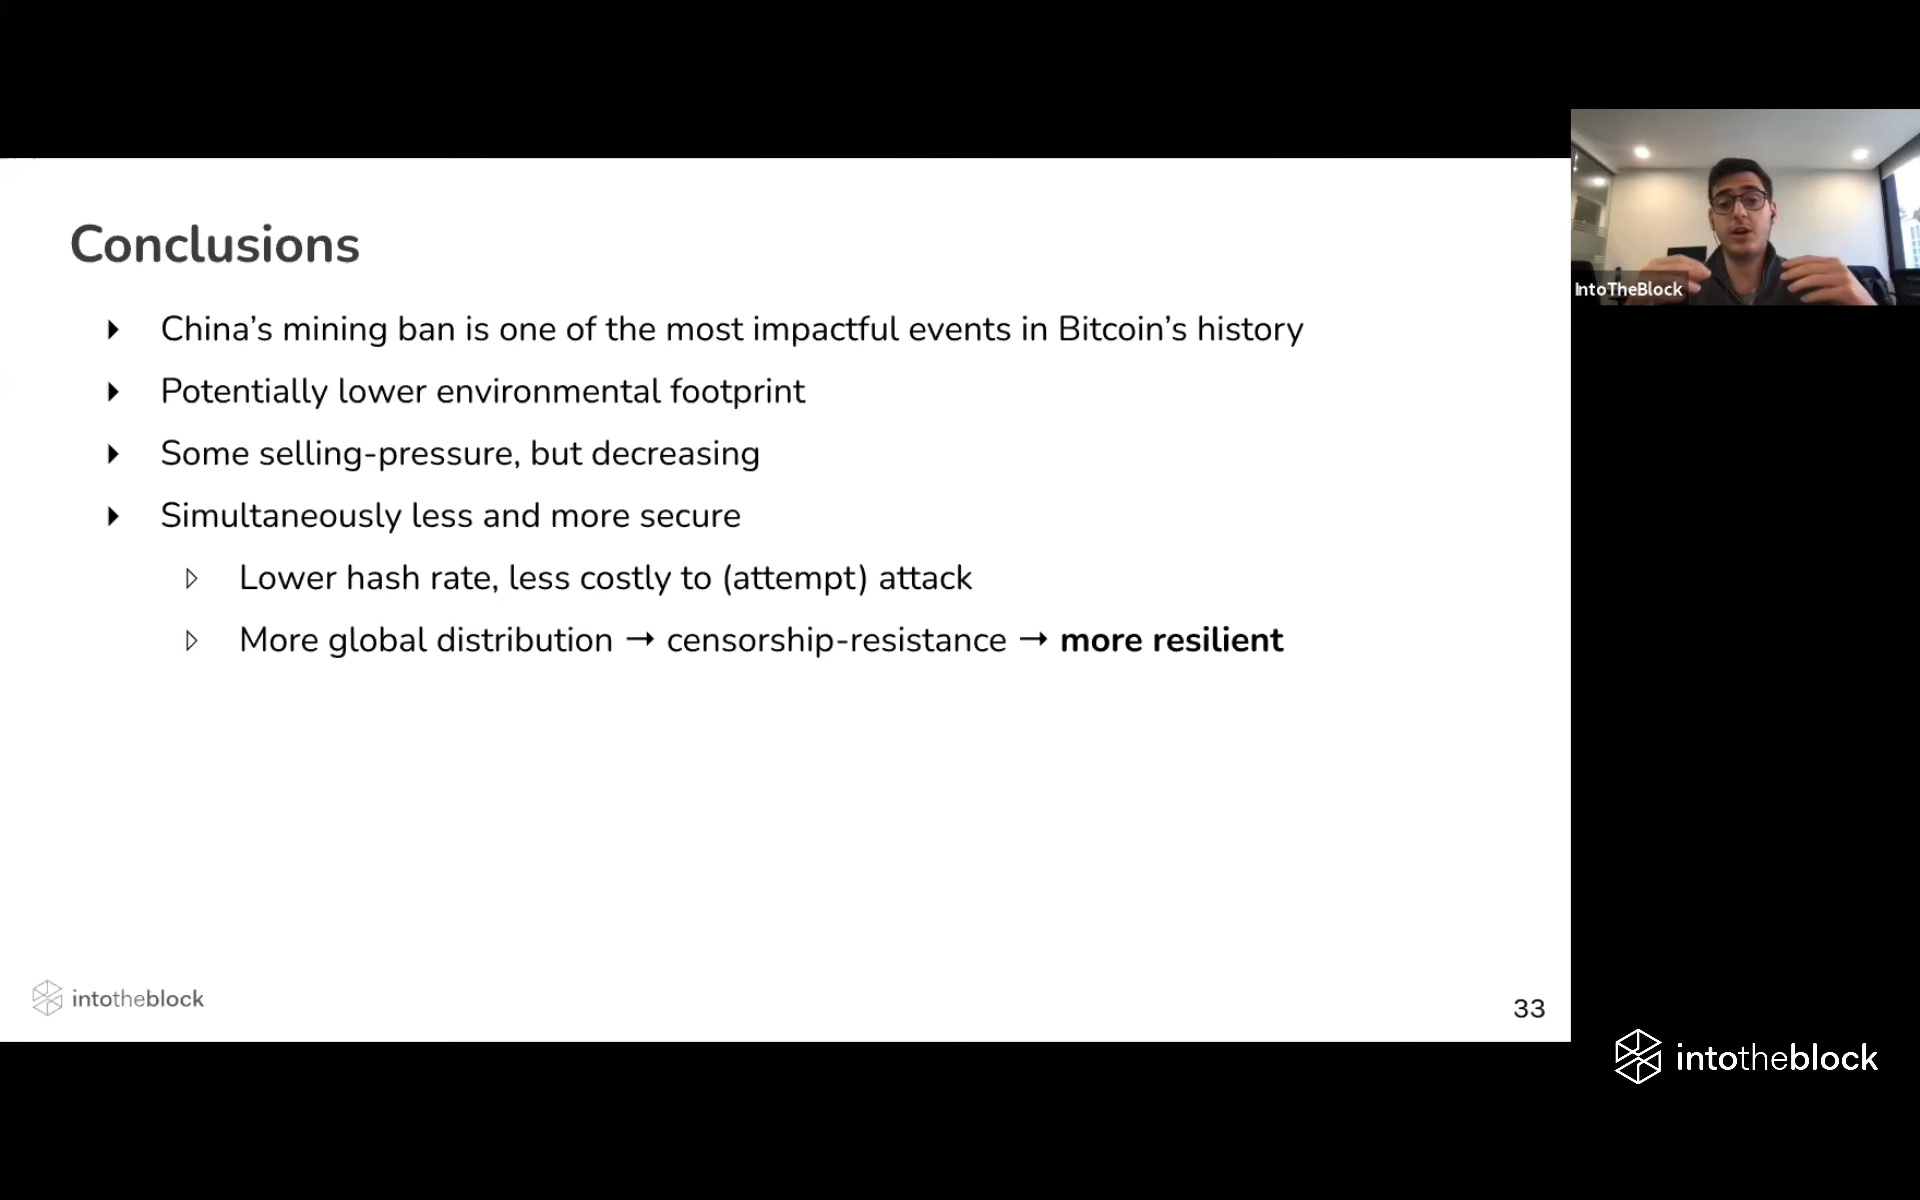 Conclusions
China’s mining ban is one of the most impactful events in Bitcoin’s history
Potentially lower environmental footprint
Some selling-pressure, but decreasing
Simultaneously less and more secure
Lower hash rate, less costly to (attempt) attack
More global distribution → censorship-resistance → more resilient
intotheblock
33
IntoTheBlock
intotheblock